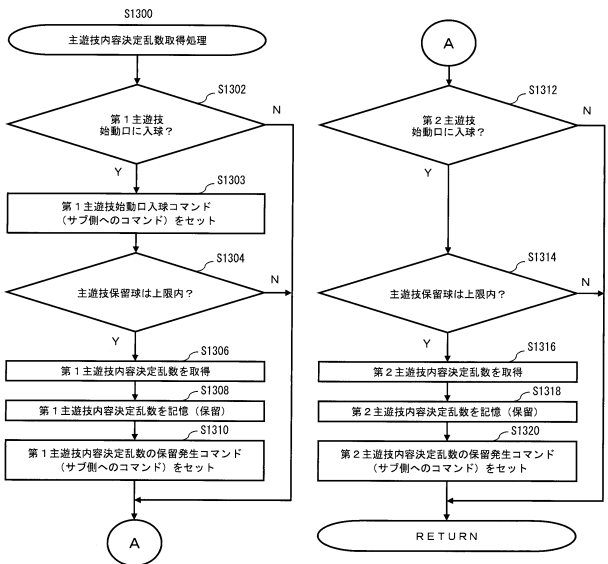 S1300
主遊技内容決定乱数取得処理
S1302
第1主遊技
始動口に入球?
N
Y
S1303
第1主遊技始動口入球コマンド
(サブ側へのコマンド)をセット
S1304
主遊技保留球は上限内?
N
Y
S1306
第1主遊技内容決定乱数を取得
S1308
第1主遊技内容決定乱数を記憶(保留)
S1310
第1主遊技内容決定乱数の保留発生コマンド
(サブ側へのコマンド)をセット
A
A
S1312
第2主遊技
始動口に入球?
N
Y
S1314
主遊技保留球は上限内?
N
Y
S1316
第2主遊技内容決定乱数を取得
S1318
第2主遊技内容決定乱数を記憶(保留)
S1320
第2主遊技内容決定乱数の保留発生コマンド
(サブ側へのコマンド)をセット
RETURN